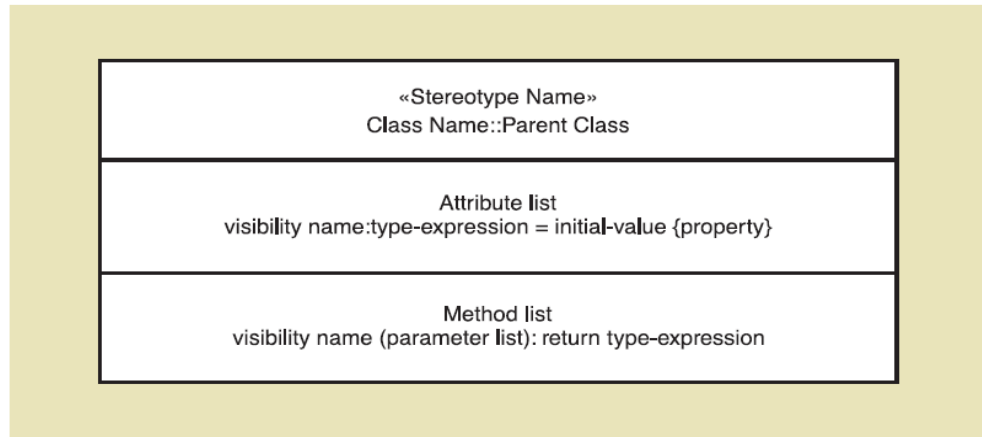 «Stereotype Name»
Class Name::Parent Class
Attribute list
visibility name:type-expression = initial-value {property}
Method list
visibility name (parameter list): return type-expression